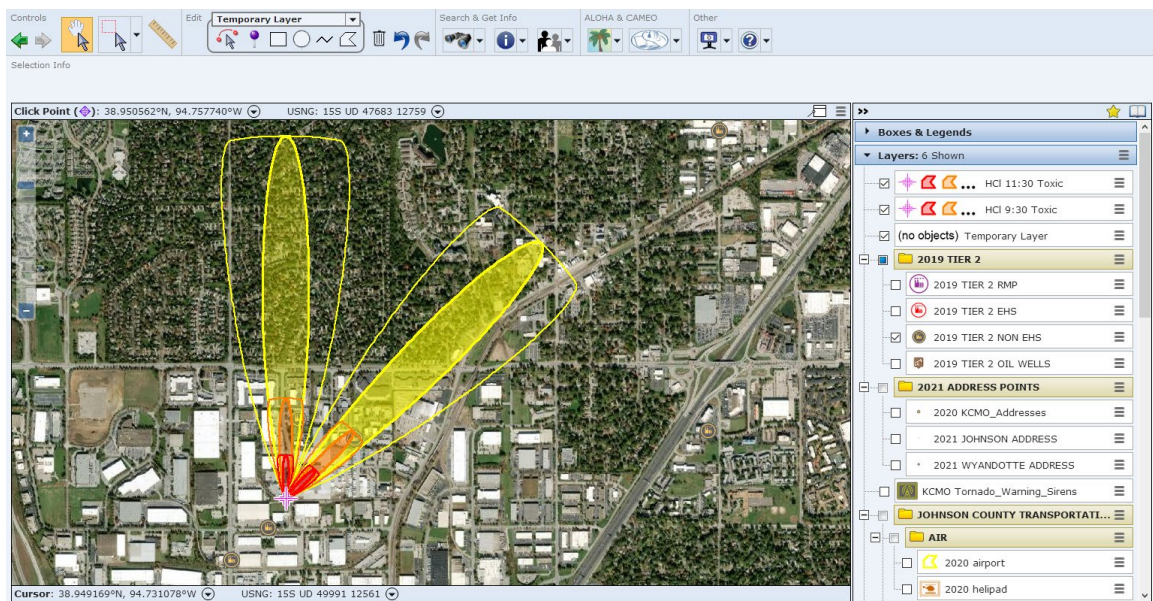 Controls
Edit
Temporary Layer
Search & Get Info
ALOHA & CAMEO
Other
Selection Info
Click Point ( ): 38.950562°N, 94.757740°W USNG: 15S UD 47683 12759
Boxes & Legends
Layers: 6 Shown
... HCl 11:30 Toxic
... HCl 9:30 Toxic
(no objects) Temporary Layer
2019 TIER 2
2019 TIER 2 RMP
2019 TIER 2 EHS
2019 TIER 2 NON EHS
2019 TIER 2 OIL WELLS
2021 ADDRESS POINTS
2020 KCMO_Addresses
2021 JOHNSON ADDRESS
2021 WYANDOTTE ADDRESS
KCMO Tornado_Warning_Sirens
JOHNSON COUNTY TRANSPORTATI...
AIR
2020 airport
2020 helipad
Cursor: 38.949169°N, 94.731078°W USNG: 15S UD 49991 12561